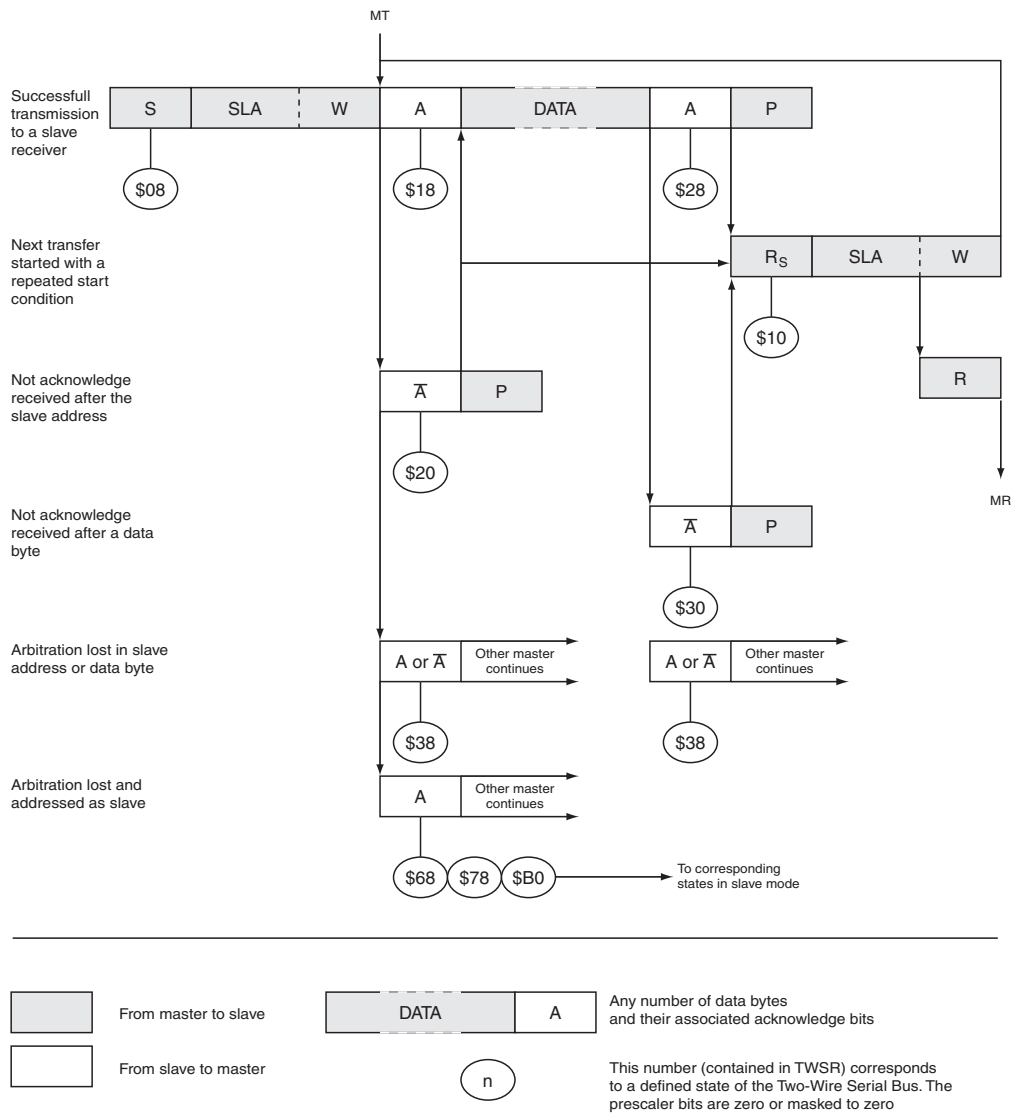 MT
Successfull
transmission
to a slave
receiver
S SLA W A DATA A P
$08 $18 $28
Next transfer
started with a
repeated start
condition
RS SLA W
$10
Not acknowledge
received after the
slave address
A̅ P
R
$20
MR
Not acknowledge
received after a data
byte
A̅ P
$30
Arbitration lost in slave
address or data byte
A or A̅ Other master
continues
A or A̅ Other master
continues
$38 $38
Arbitration lost and
addressed as slave
A Other master
continues
$68 $78 $B0
To corresponding
states in slave mode
From master to slave
DATA A
Any number of data bytes
and their associated acknowledge bits
From slave to master
n
This number (contained in TWSR) corresponds
to a defined state of the Two-Wire Serial Bus. The
prescaler bits are zero or masked to zero